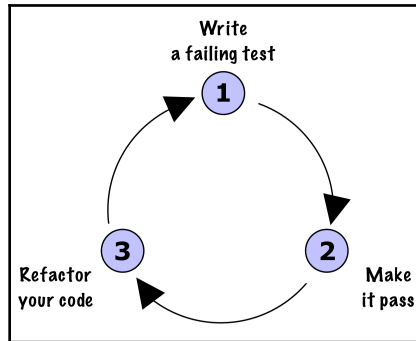 Write
a failing test
1
2
Make
it pass
3
Refactor
your code